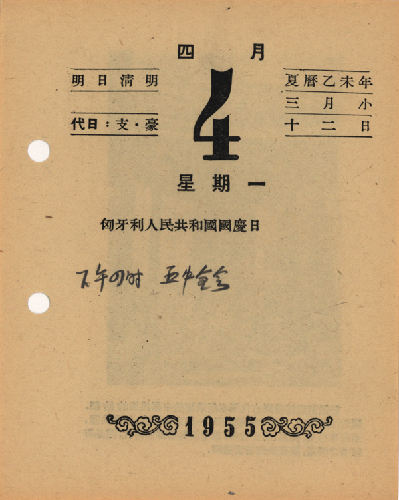 四月
明清日明
代日：支·豪
4
夏曆乙未年
三月小
十二日
星期一
匈牙利人民共和國國慶日
下午四时 五中全会
1955